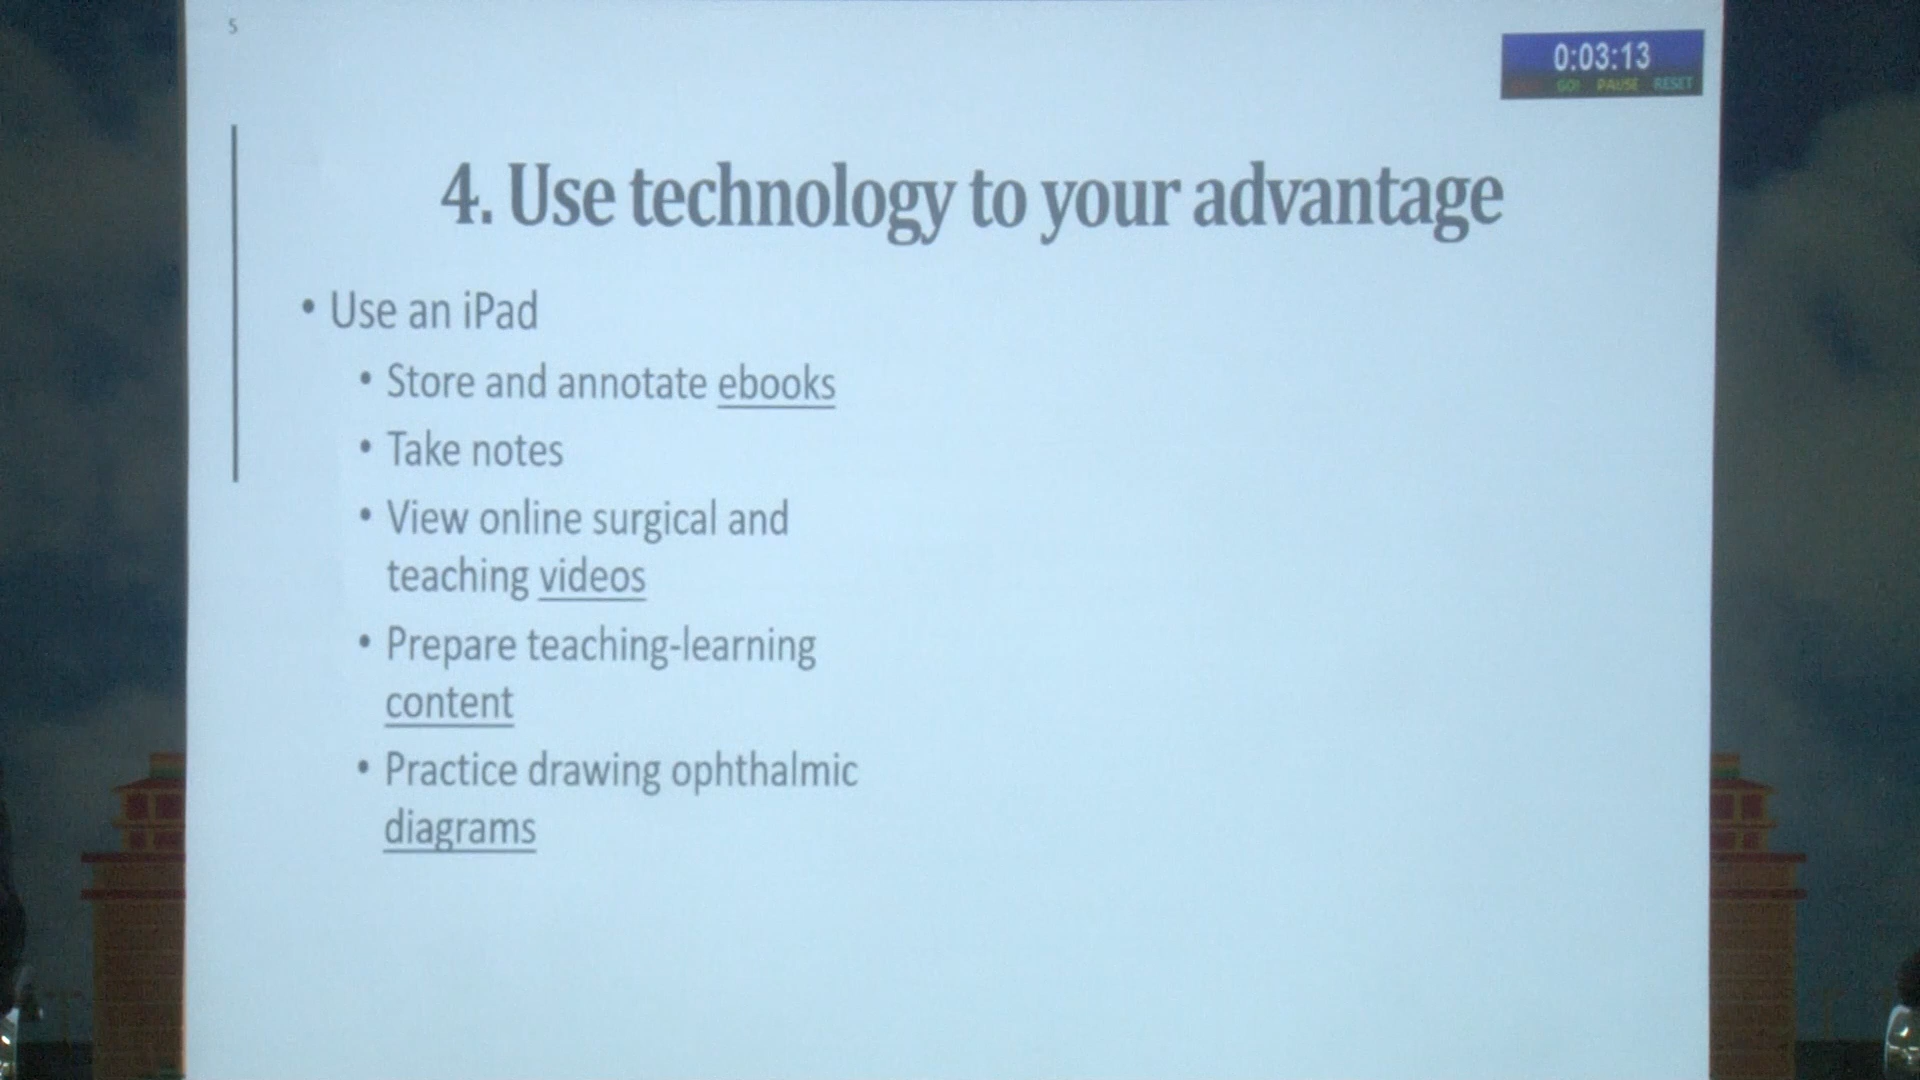 5
0:03:13
GO! PAUSE RESET
4. Use technology to your advantage
• Use an iPad
• Store and annotate ebooks
• Take notes
• View online surgical and
teaching videos
• Prepare teaching-learning
content
• Practice drawing ophthalmic
diagrams